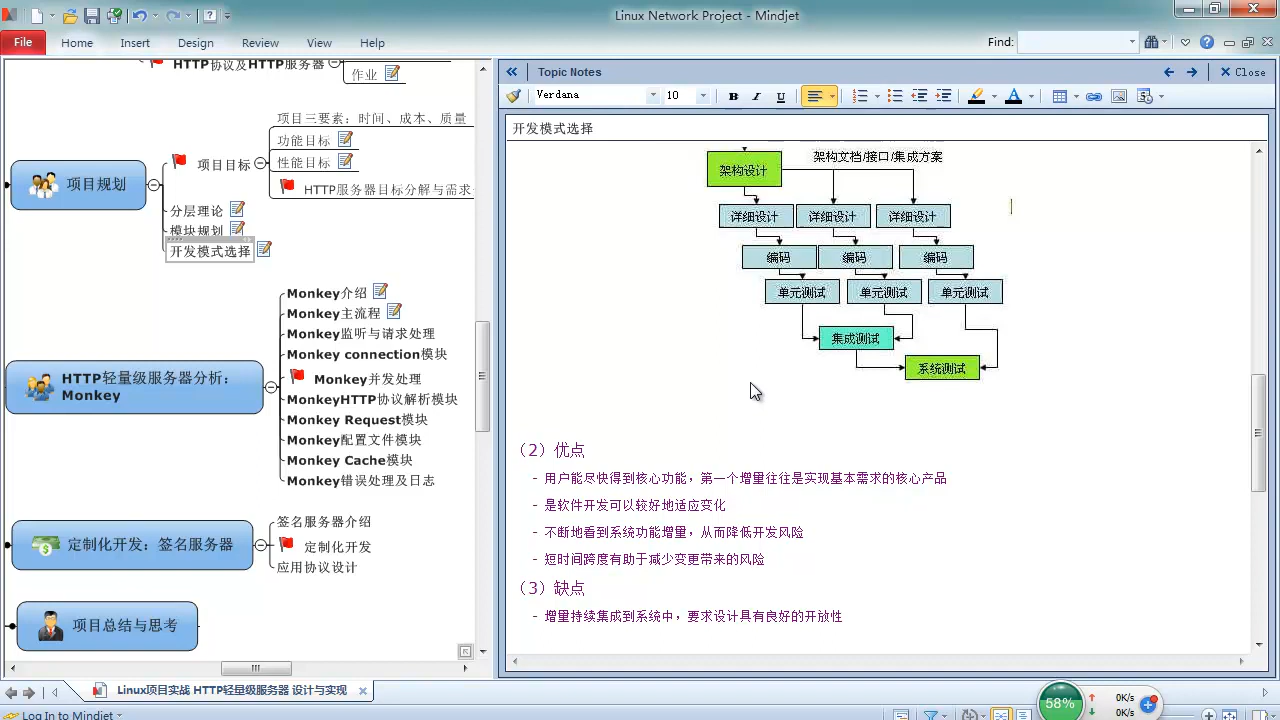 Linux Network Project - Mindjet
File
Home
Insert
Design
Review
View
Help
Find:
HTTP协议及HTTP服务器
作业
项目规划
项目目标
项目三要素：时间、成本、质量
功能目标
性能目标
HTTP服务器目标分解与需求
分层理论
模块规划
开发模式选择
HTTP轻量级服务器分析：
Monkey
Monkey介绍
Monkey主流程
Monkey监听与请求处理
Monkey connection模块
Monkey并发处理
MonkeyHTTP协议解析模块
Monkey Request模块
Monkey配置文件模块
Monkey Cache模块
Monkey错误处理及日志
定制化开发：签名服务器
签名服务器介绍
定制化开发
应用协议设计
项目总结与思考
Topic Notes
Close
Verdana
10
B I U
开发模式选择
架构设计
架构文档/接口/集成方案
详细设计 详细设计 详细设计
编码 编码 编码
单元测试 单元测试 单元测试
集成测试
系统测试
（2）优点
- 用户能尽快得到核心功能，第一个增量往往是实现基本需求的核心产品
- 是软件开发可以较好地适应变化
- 不断地看到系统功能增量，从而降低开发风险
- 短时间跨度有助于减少变更带来的风险
（3）缺点
- 增量持续集成到系统中，要求设计具有良好的开放性
Linux项目实战 HTTP轻量级服务器 设计与实现
Log In to Mindjet
58%
0K/s
0K/s